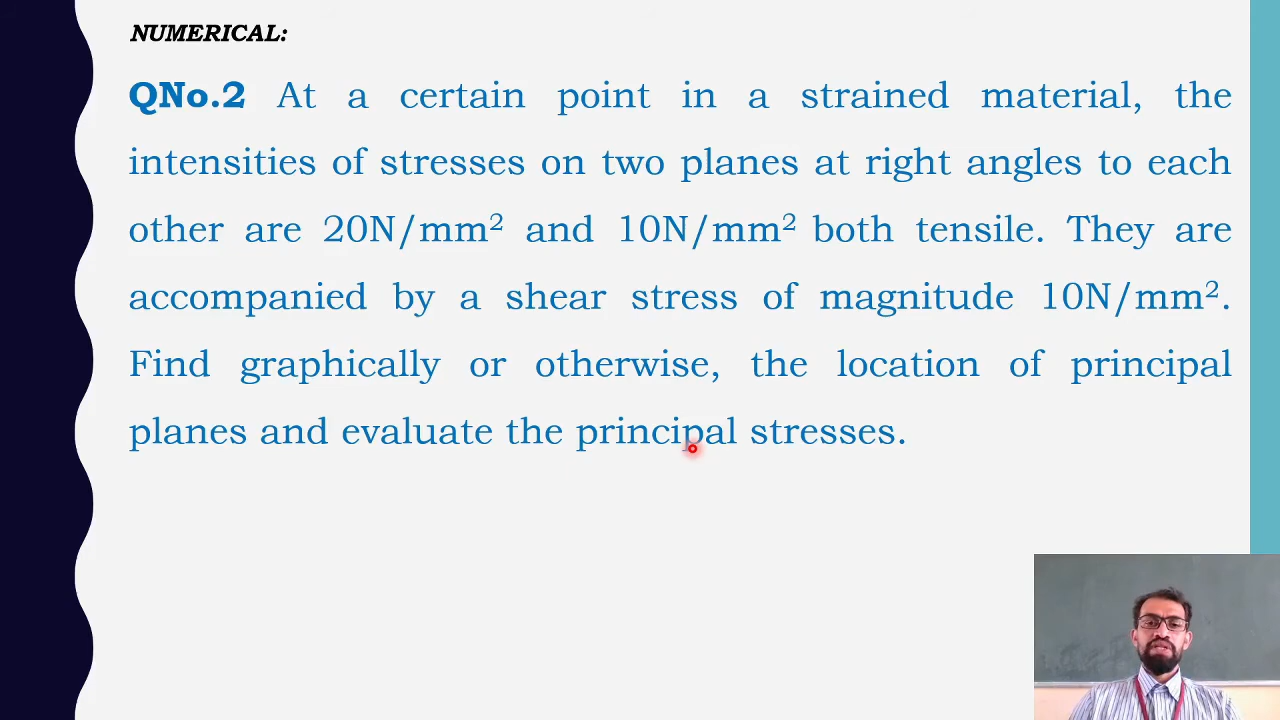 NUMERICAL:
QNo.2 At a certain point in a strained material, the
intensities of stresses on two planes at right angles to each
other are 20N/mm² and 10N/mm² both tensile. They are
accompanied by a shear stress of magnitude 10N/mm².
Find graphically or otherwise, the location of principal
planes and evaluate the principal stresses.